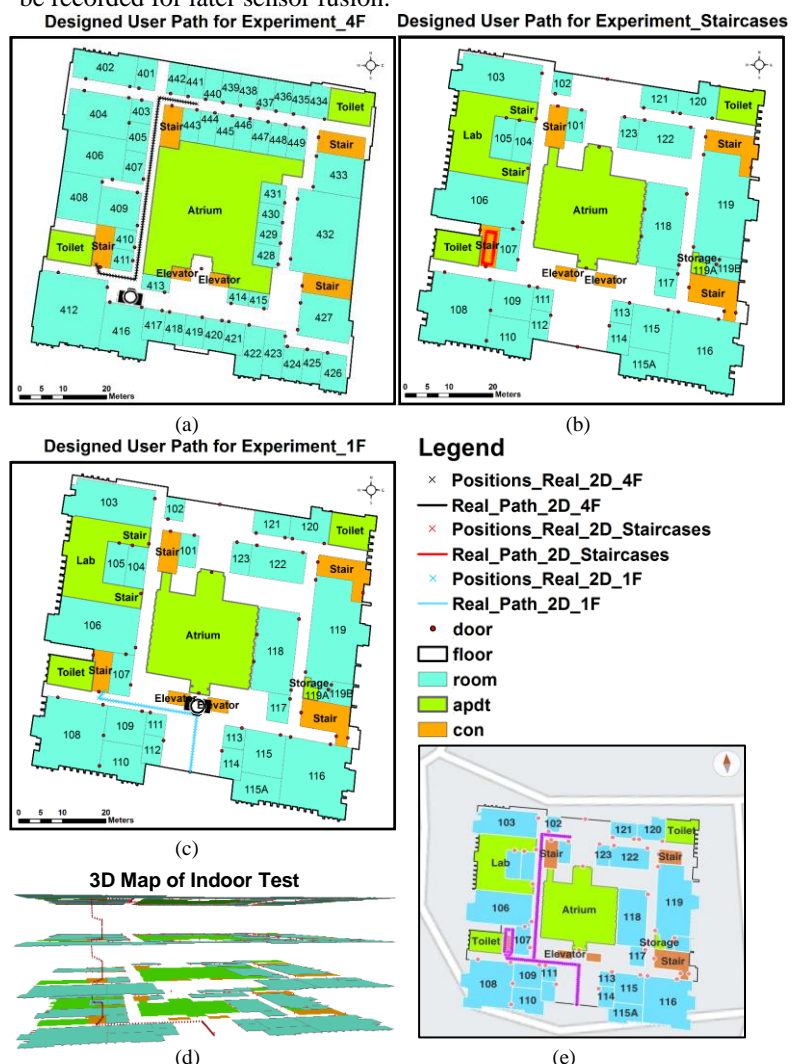 be recorded for later sensor fusion.
Designed User Path for Experiment_4F
402
401
442
441
440
439
438
437
436
435
434
Toilet
404
403
Stair
443
444
445
446
447
448
449
Stair
405
406
407
433
408
409
Atrium
431
430
429
428
432
Toilet
Stair
410
411
Elevator
Elevator
Stair
413
414
415
427
412
416
417
418
419
420
421
422
423
424
425
426
0 5 10 20
Meters
(a)
Designed User Path for Experiment_Staircases
103
102
121
120
Toilet
Stair
Stair
101
123
122
Stair
Lab
105
104
Stair
119
106
Atrium
118
Toilet
Stair
107
Storage
119A
119B
Elevator
Elevator
117
Stair
108
109
111
113
115
110
112
114
116
115A
0 5 10 20
Meters
(b)
Designed User Path for Experiment_1F
103
102
121
120
Toilet
Stair
Stair
101
123
122
Stair
Lab
105
104
Stair
119
106
Atrium
118
Toilet
Stair
107
Storage
119A
119B
Elevator
Elevator
117
Stair
108
109
111
113
115
110
112
114
116
115A
0 5 10 20
Meters
(c)
Legend
Positions_Real_2D_4F
Real_Path_2D_4F
Positions_Real_2D_Staircases
Real_Path_2D_Staircases
Positions_Real_2D_1F
Real_Path_2D_1F
door
floor
room
apdt
con
3D Map of Indoor Test
(d)
103
102
121
120
Toilet
Stair
123
122
Stair
Lab
119
106
Atrium
118
Toilet
107
Storage
Elevator
117
Stair
108
109
111
113
115
110
114
116
115A
(e)